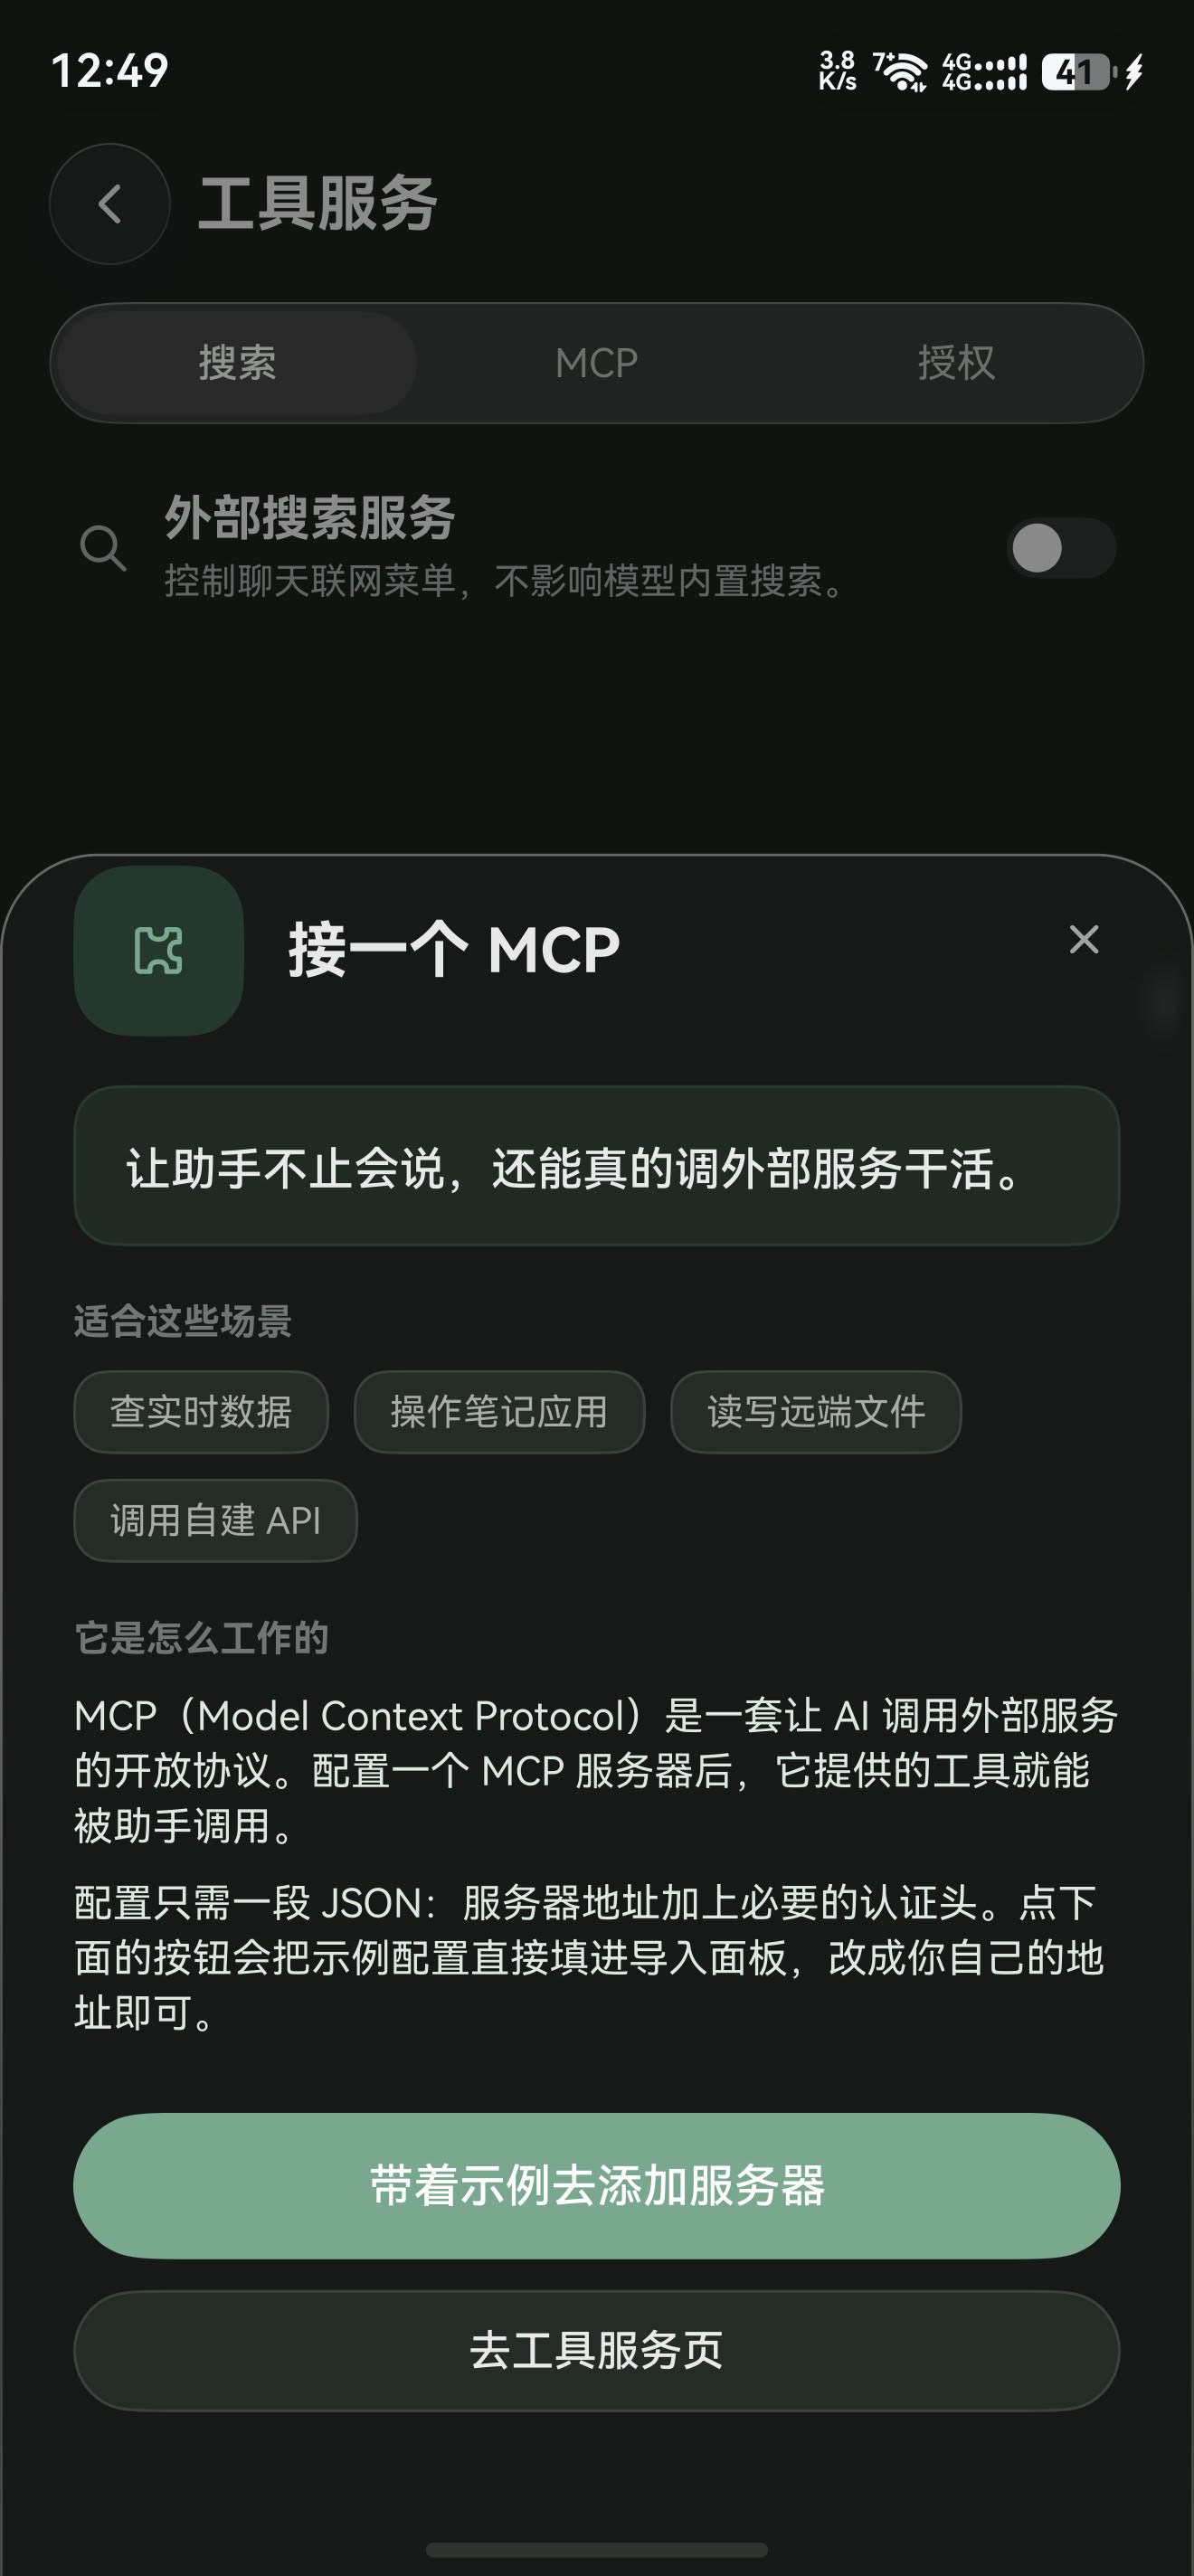 12:49
3.8 K/s 7+ 4G 4G 41
工具服务
搜索 MCP 授权
外部搜索服务
控制聊天联网菜单，不影响模型内置搜索。
接一个 MCP
让助手不止会说，还能真的调外部服务干活。
适合这些场景
查实时数据 操作笔记应用 读写远端文件
调用自建 API
它是怎么工作的
MCP（Model Context Protocol）是一套让 AI 调用外部服务
的开放协议。配置一个 MCP 服务器后，它提供的工具就能
被助手调用。
配置只需一段 JSON：服务器地址加上必要的认证头。点下
面的按钮会把示例配置直接填进导入面板，改成你自己的地
址即可。
带着示例去添加服务器
去工具服务页